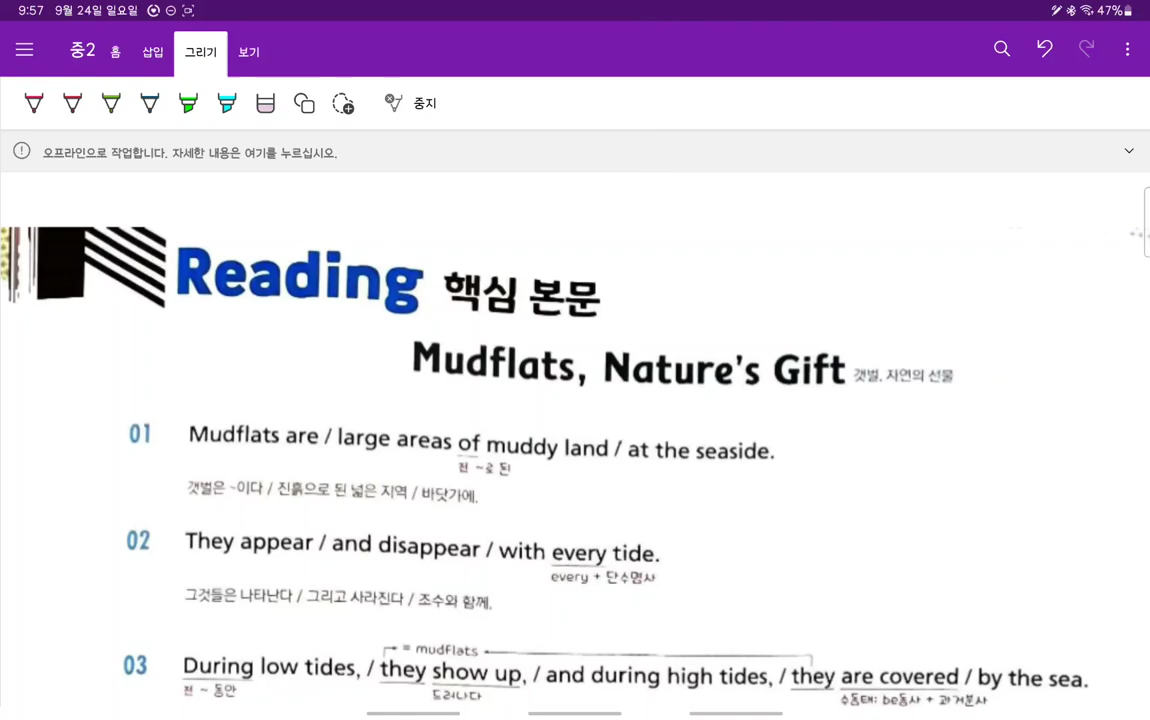 9:57 9월 24일 일요일 47%
중2 홈 삽입 그리기 보기
중지
오프라인으로 작업합니다. 자세한 내용은 여기를 누르십시오.
Reading 핵심 본문
Mudflats, Nature's Gift 갯벌, 자연의 선물
01 Mudflats are / large areas of muddy land / at the seaside.
전 ~로 된
갯벌은 ~이다 / 진흙으로 된 넓은 지역 / 바닷가에.
02 They appear / and disappear / with every tide.
every + 단수명사
그것들은 나타난다 / 그리고 사라진다 / 조수와 함께.
= mudflats
03 During low tides, / they show up, / and during high tides, / they are covered / by the sea.
전 ~ 동안 드러나다 수동태: be동사 + 과거분사